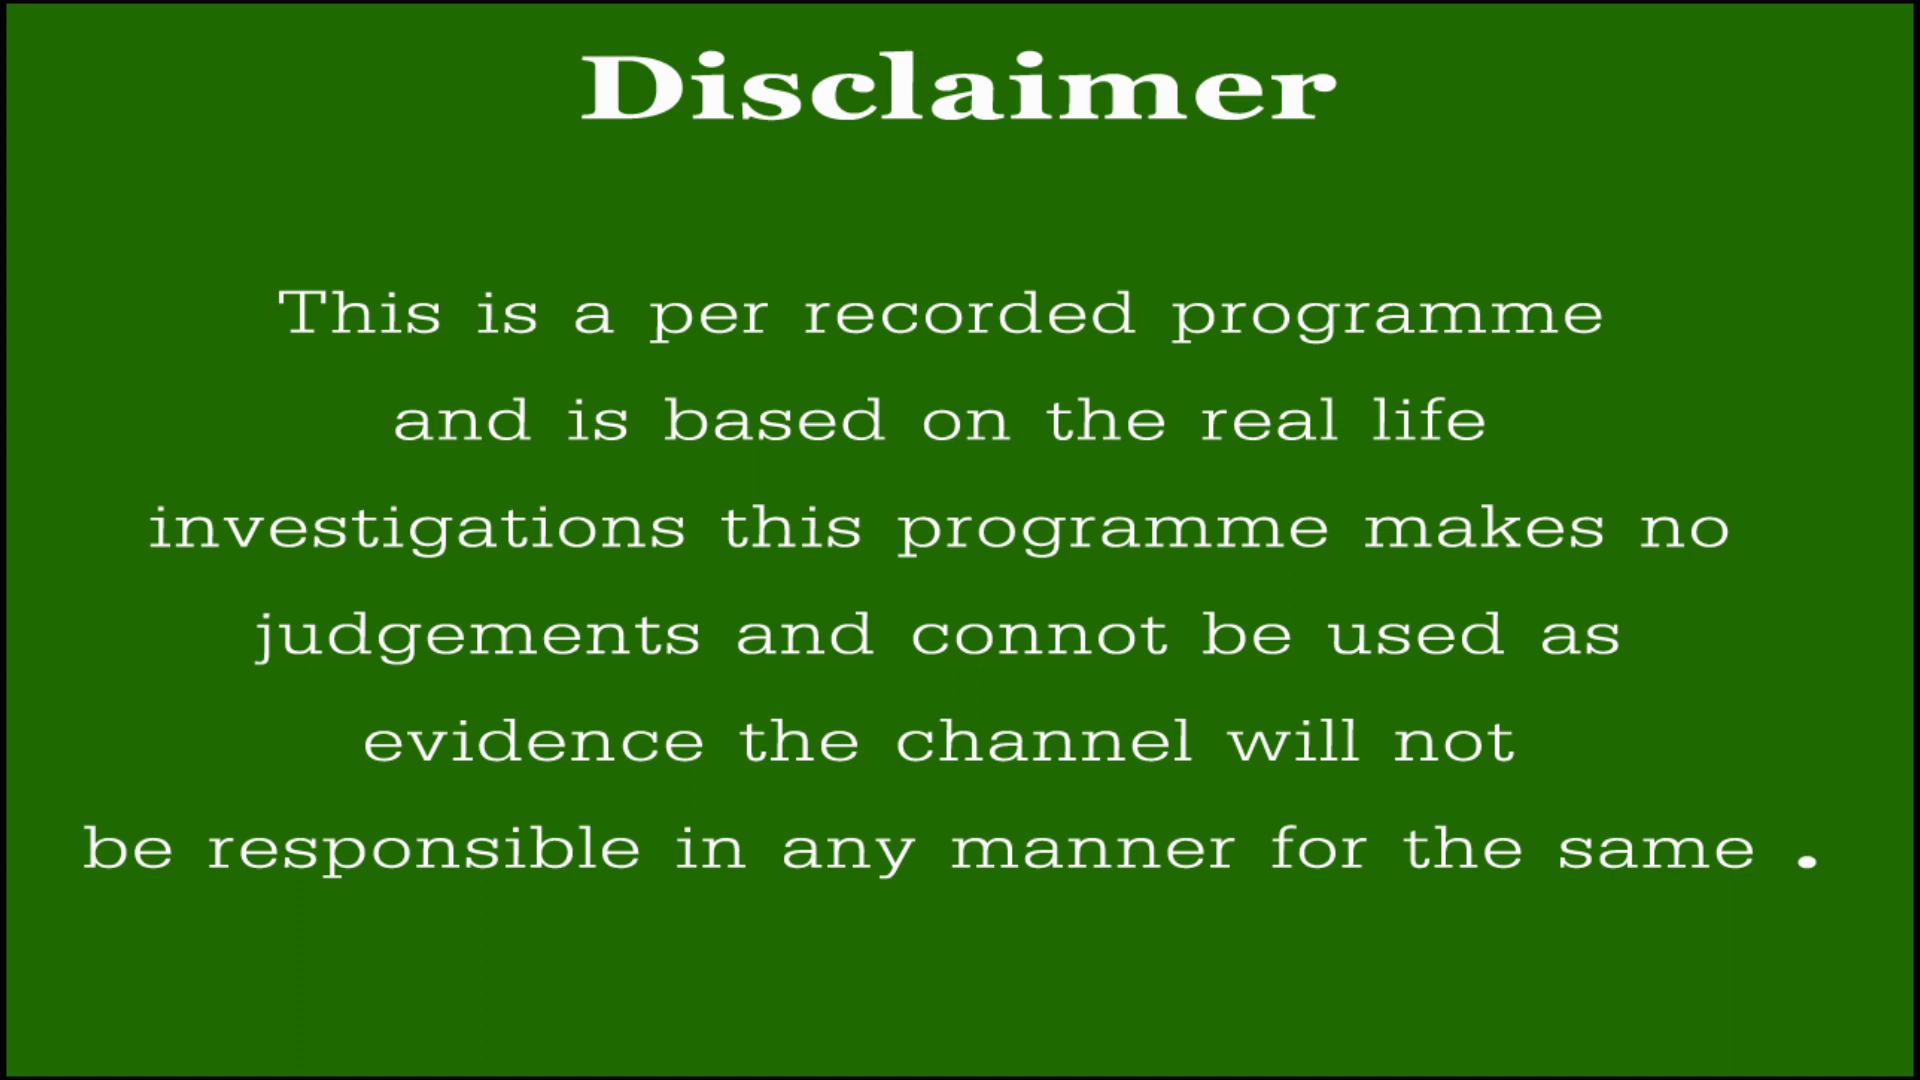 Disclaimer
This is a per recorded programme
and is based on the real life
investigations this programme makes no
judgements and connot be used as
evidence the channel will not
be responsible in any manner for the same .